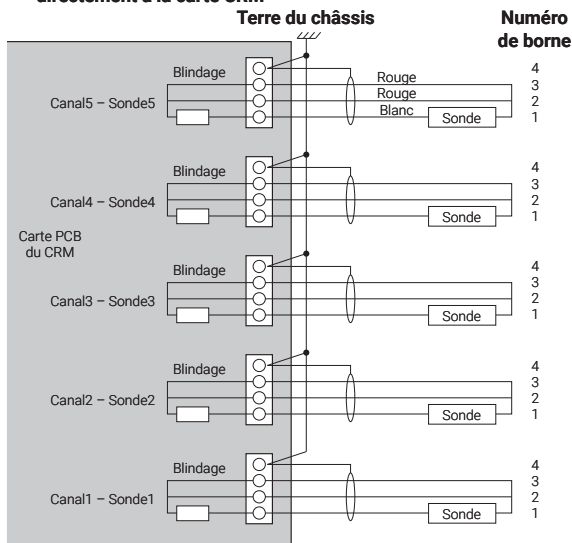 Terre du châssis
Numéro
de borne
Blindage
Canal5 – Sonde5
Rouge
Rouge
Blanc
Sonde
4
3
2
1
Blindage
Canal4 – Sonde4
Sonde
4
3
2
1
Carte PCB
du CRM
Blindage
Canal3 – Sonde3
Sonde
4
3
2
1
Blindage
Canal2 – Sonde2
Sonde
4
3
2
1
Blindage
Canal1 – Sonde1
Sonde
4
3
2
1